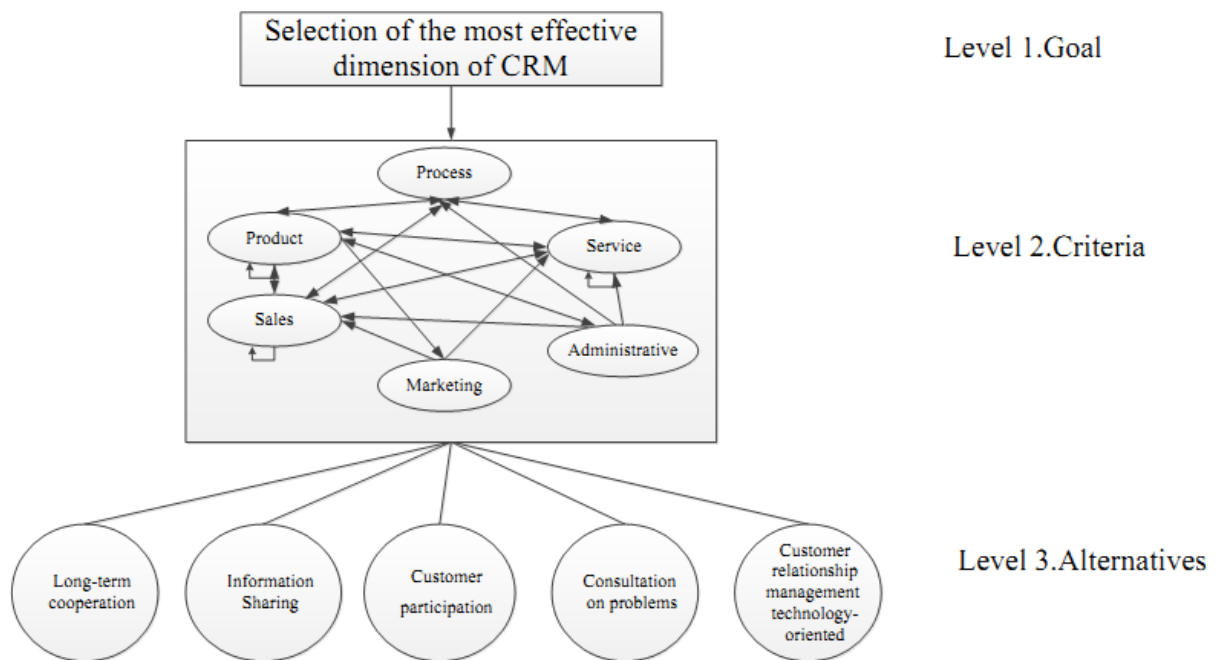 Selection of the most effective
dimension of CRM
Level 1.Goal
Process
Product
Service
Level 2.Criteria
Sales
Administrative
Marketing
Long-term
cooperation
Information
Sharing
Customer
participation
Consultation
on problems
Customer
relationship
management
technology-
oriented
Level 3.Alternatives